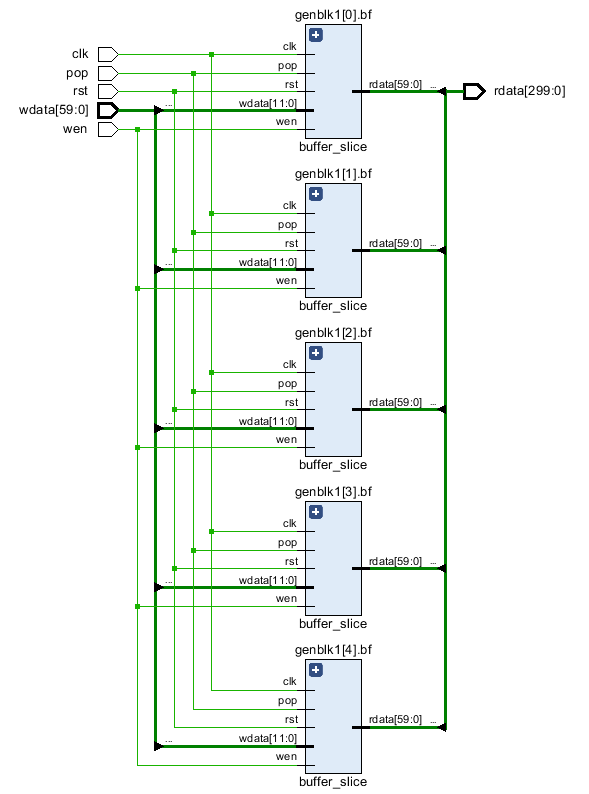 genblk1[0].bf
clk
pop
rst
wdata[59:0]
wen
clk
pop
rst
... wdata[11:0]
wen
rdata[59:0] ...
rdata[299:0]
buffer_slice
genblk1[1].bf
clk
pop
rst
... wdata[11:0]
wen
rdata[59:0] ...
buffer_slice
genblk1[2].bf
clk
pop
rst
... wdata[11:0]
wen
rdata[59:0] ...
buffer_slice
genblk1[3].bf
clk
pop
rst
... wdata[11:0]
wen
rdata[59:0] ...
buffer_slice
genblk1[4].bf
clk
pop
rst
... wdata[11:0]
wen
rdata[59:0] ...
buffer_slice